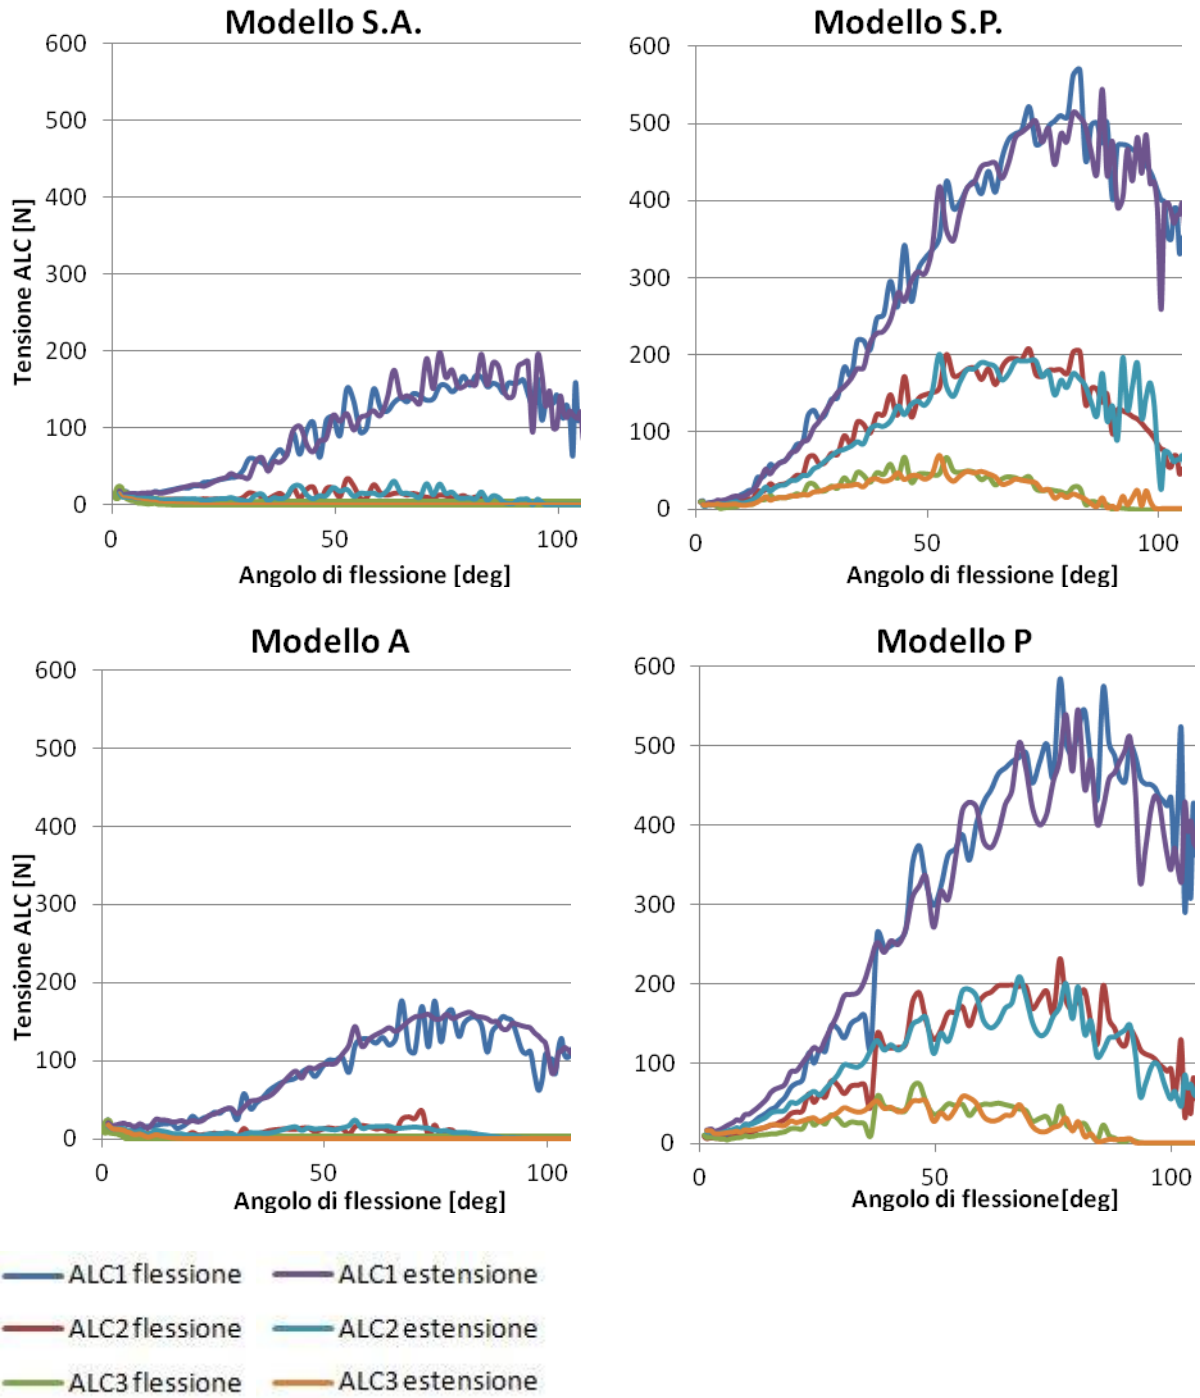 Modello S.A.
600
500
400
300
200
100
0
0 50 100
Tensione ALC [N]
Angolo di flessione [deg]
Modello S.P.
600
500
400
300
200
100
0
0 50 100
Angolo di flessione [deg]
Modello A
600
500
400
300
200
100
0
0 50 100
Tensione ALC [N]
Angolo di flessione [deg]
Modello P
600
500
400
300
200
100
0
0 50 100
Angolo di flessione[deg]
ALC1 flessione ALC1 estensione
ALC2 flessione ALC2 estensione
ALC3 flessione ALC3 estensione